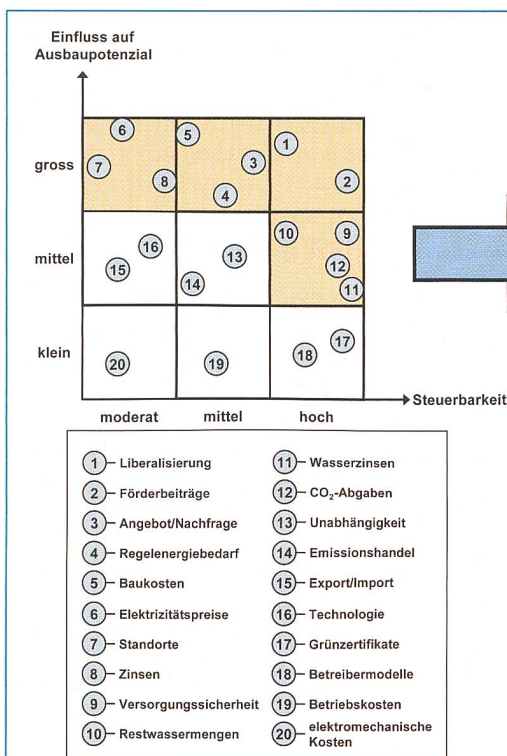 Einfluss auf
Ausbaupotenzial
6
5
1
gross
7
3
8
4
2
10
9
mittel
16
13
12
15
14
11
klein
20
19
18
17
Steuerbarkeit
moderat
mittel
hoch
1 Liberalisierung
2 Förderbeiträge
3 Angebot/Nachfrage
4 Regelenergiebedarf
5 Baukosten
6 Elektrizitätspreise
7 Standorte
8 Zinsen
9 Versorgungssicherheit
10 Restwassermengen
11 Wasserzinsen
12 CO₂-Abgaben
13 Unabhängigkeit
14 Emissionshandel
15 Export/Import
16 Technologie
17 Grünzertifikate
18 Betreibermodelle
19 Betriebskosten
20 elektromechanische
Kosten